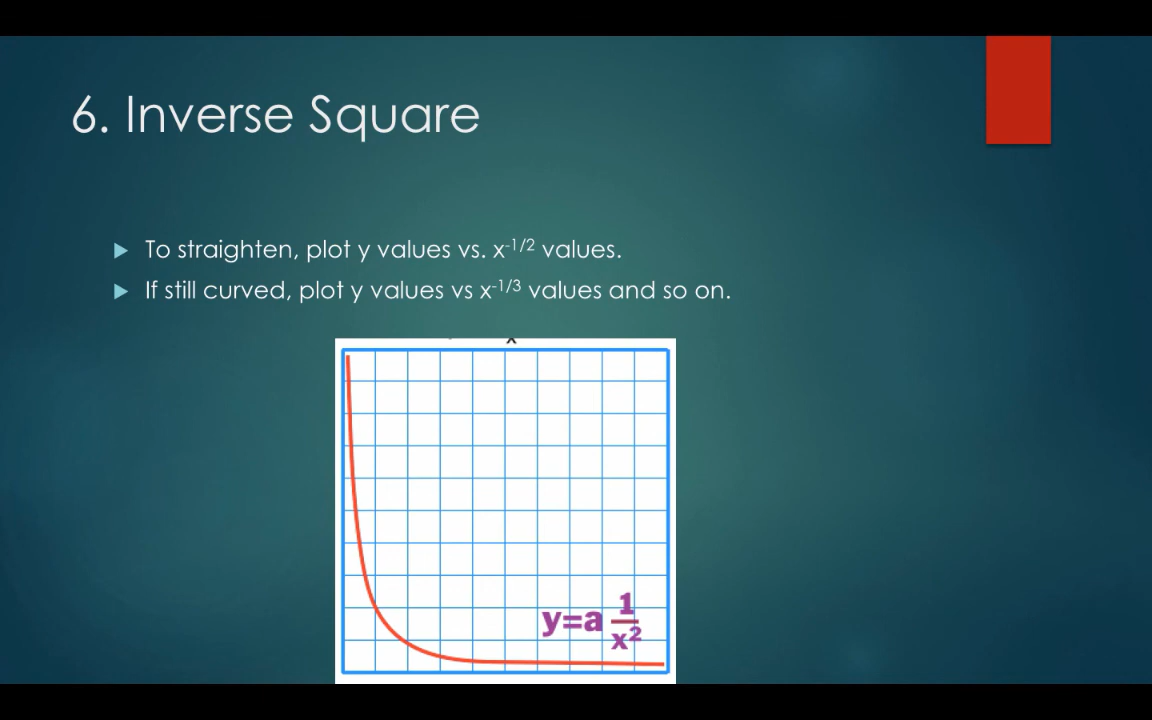 6. Inverse Square
To straighten, plot y values vs. x^-1/2 values.
If still curved, plot y values vs x^-1/3 values and so on.
x
y=a 1/x²